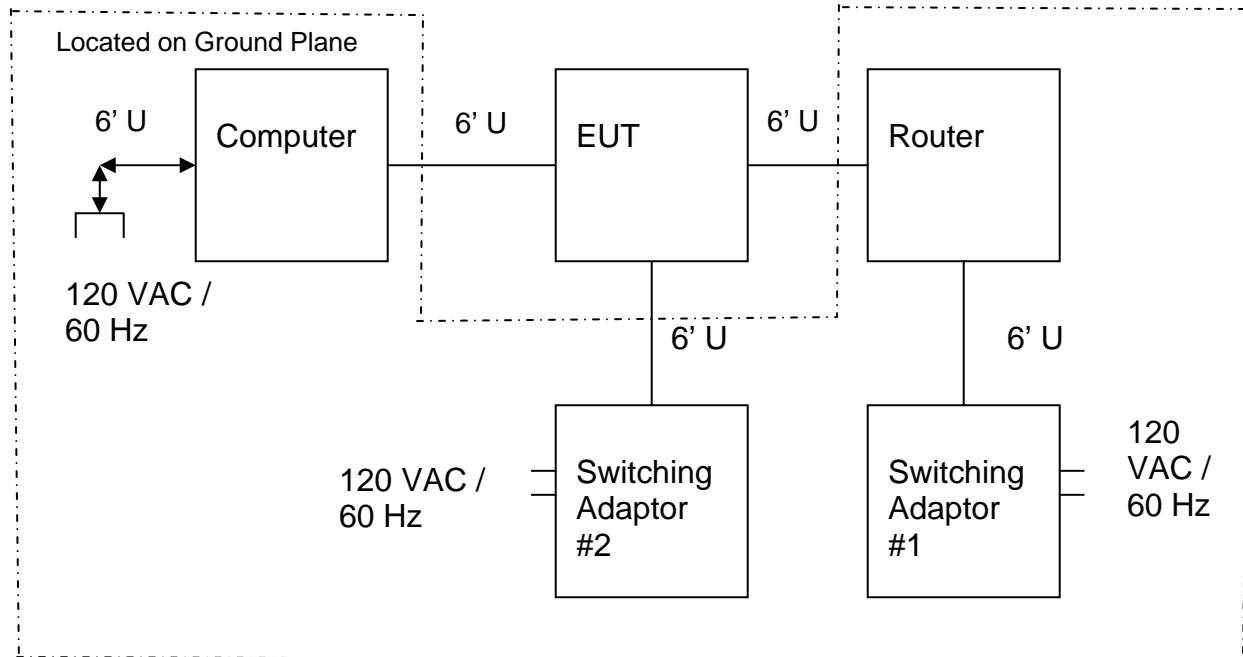 Located on Ground Plane
6’ U
Computer
6’ U
EUT
6’ U
Router
120 VAC /
60 Hz
6’ U
6’ U
120 VAC /
60 Hz
Switching
Adaptor
#2
Switching
Adaptor
#1
120
VAC /
60 Hz